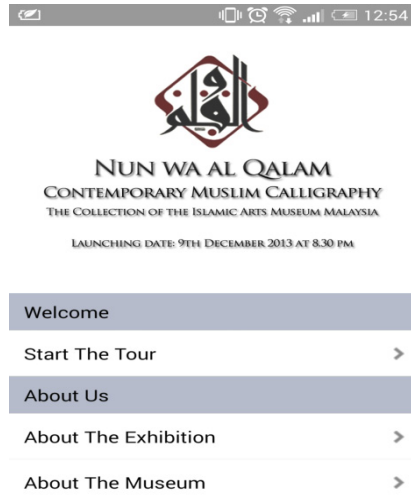 12:54
ن والقلم
NUN WA AL QALAM
CONTEMPORARY MUSLIM CALLIGRAPHY
THE COLLECTION OF THE ISLAMIC ARTS MUSEUM MALAYSIA
LAUNCHING DATE: 9TH DECEMBER 2013 AT 8.30 PM
Welcome
Start The Tour
About Us
About The Exhibition
About The Museum